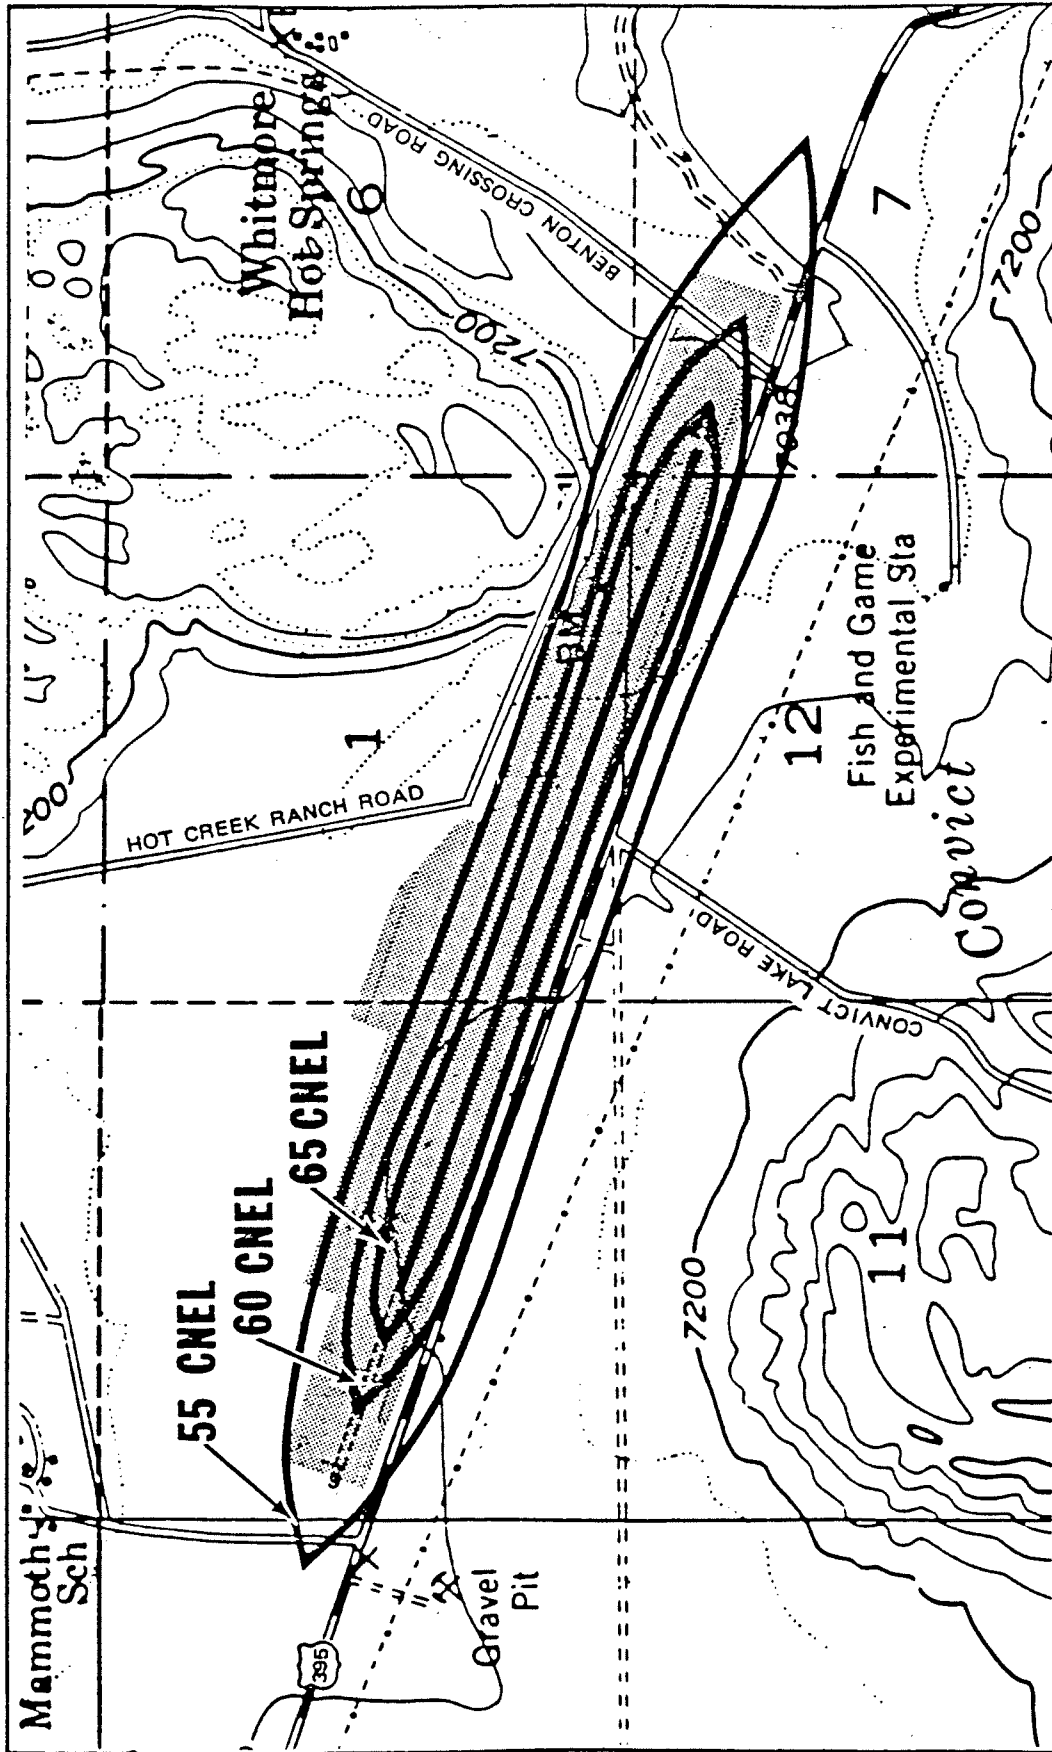 Mammoth
Sch
55 CNEL
60 CNEL
65 CNEL
HOT CREEK RANCH ROAD
1
Whitmore
Hot Springs
6
BENTON CROSSING ROAD
7200
BM
395
Gravel
Pit
7200
11
CONVICT LAKE ROAD
Convict
12
Fish and Game
Experimental Sta
7038
7
7200